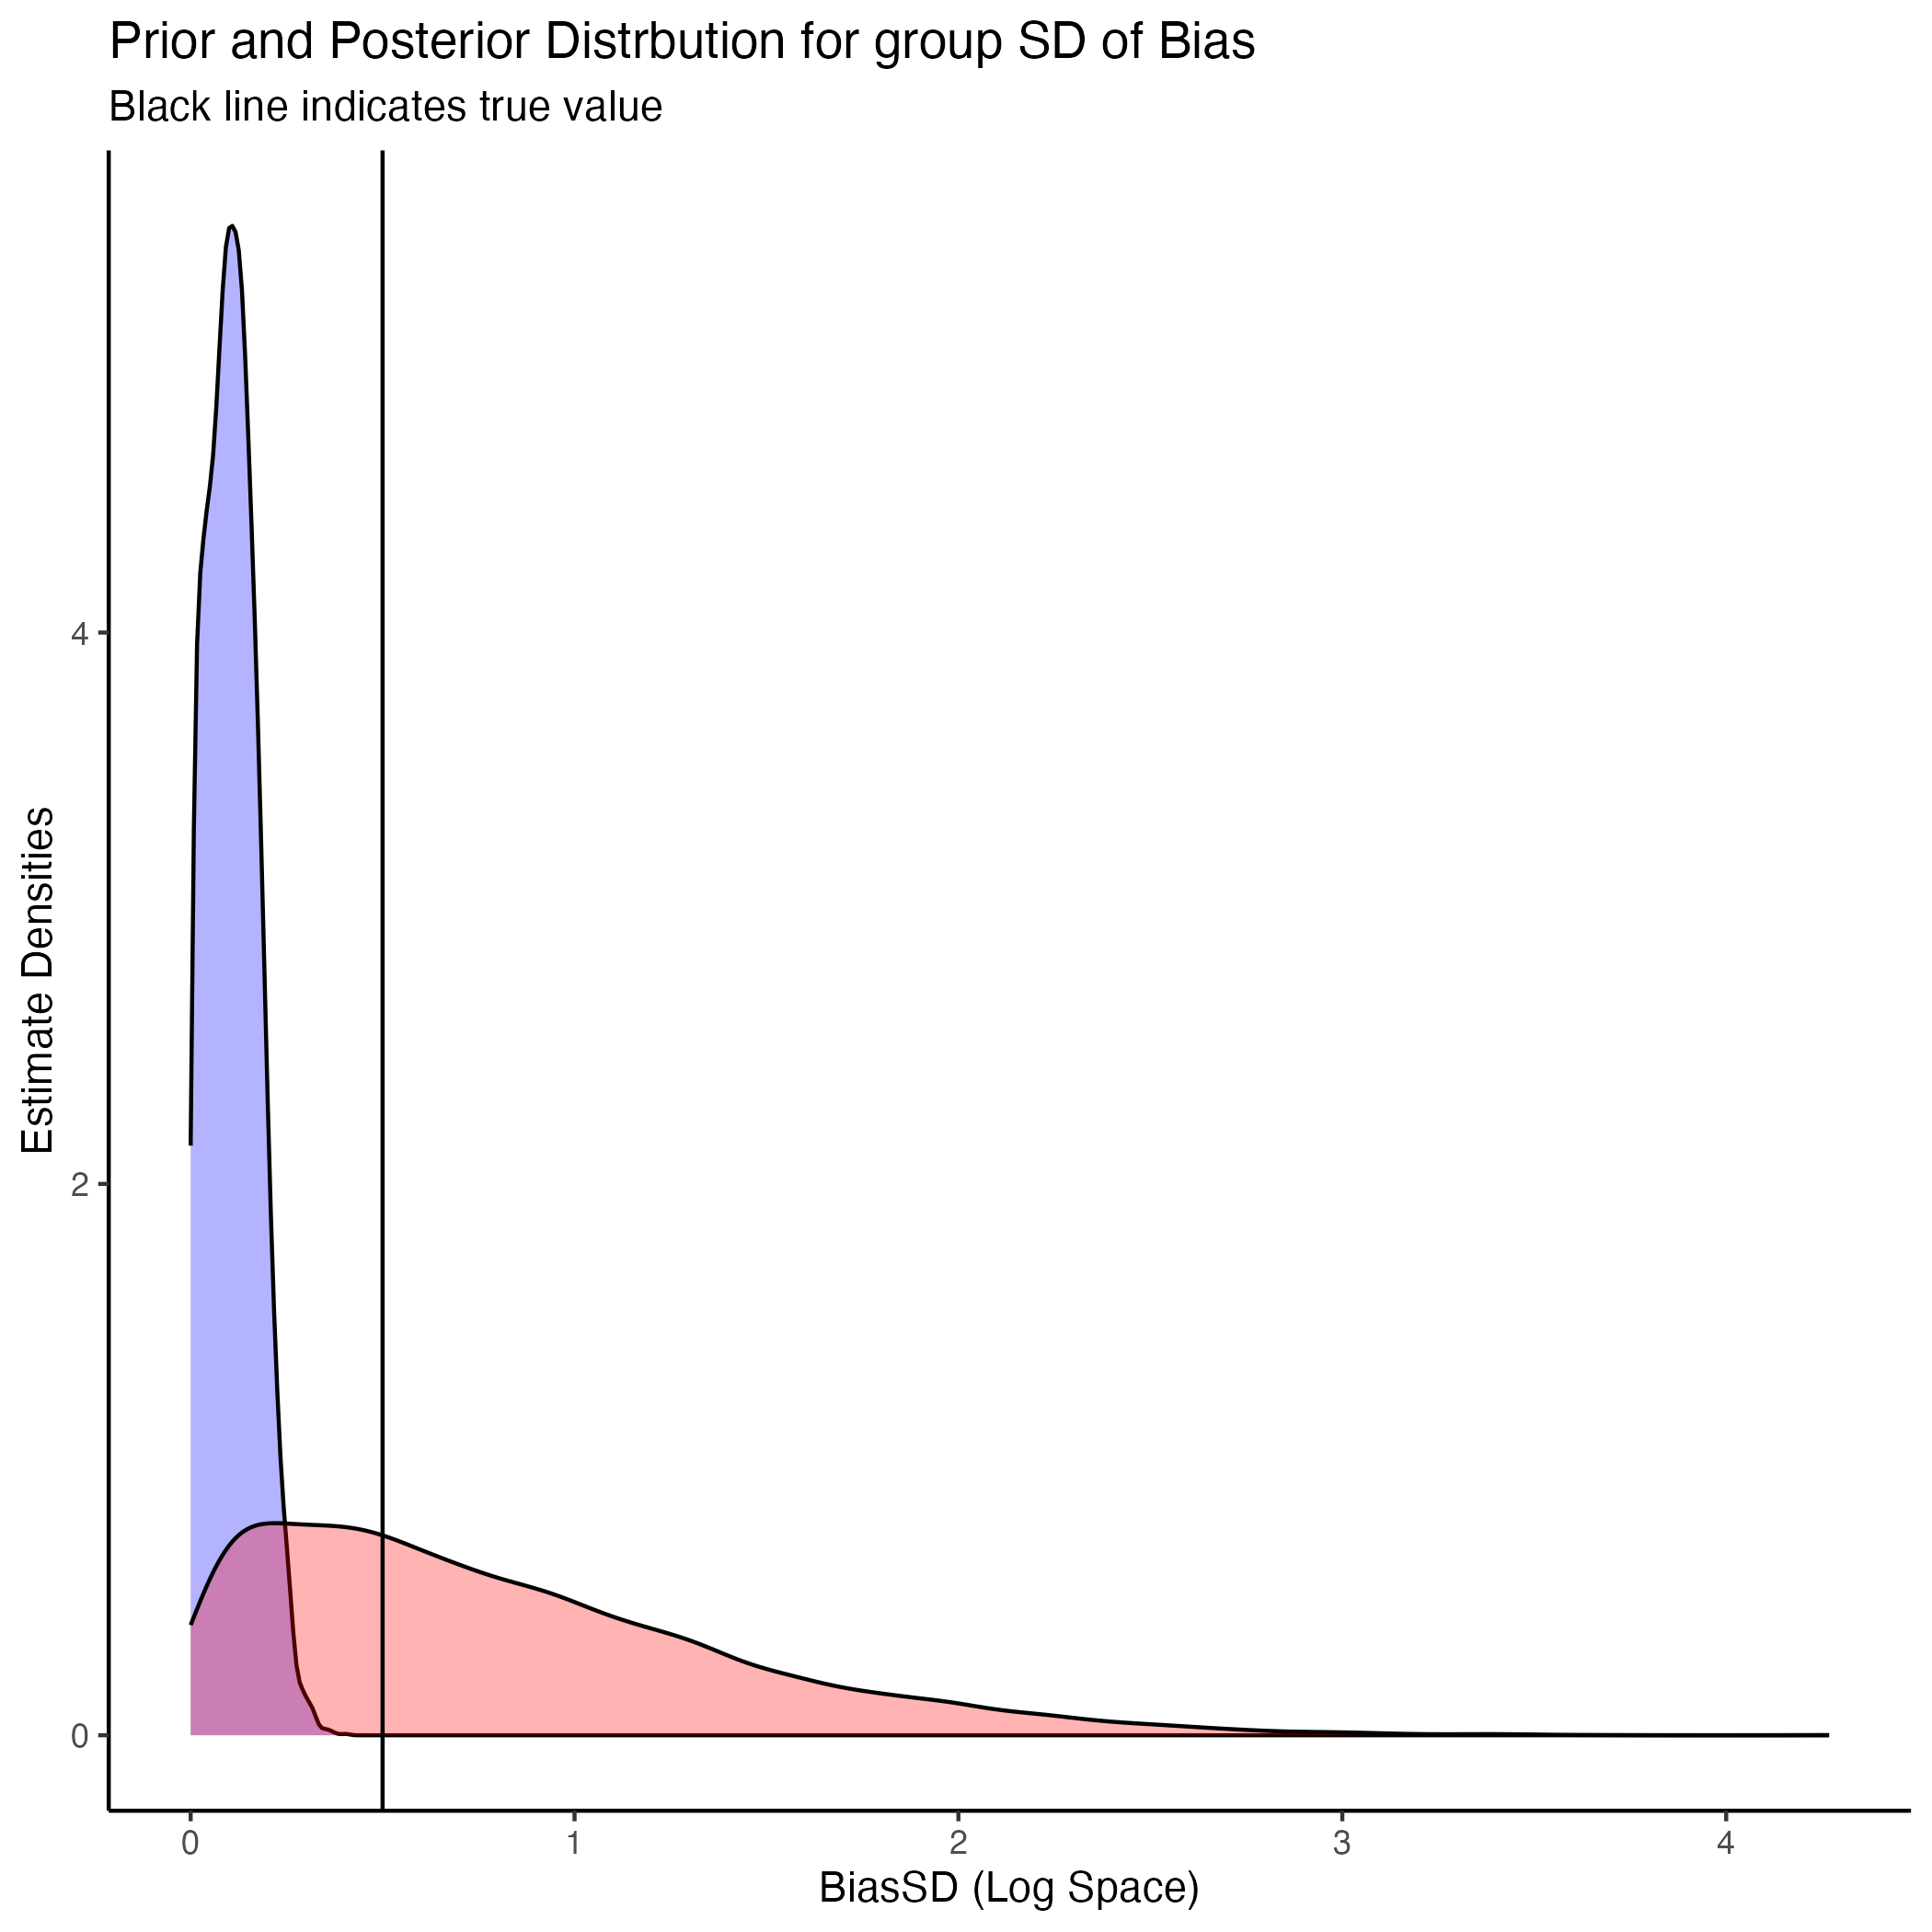 Prior and Posterior Distrbution for group SD of Bias
Black line indicates true value
Estimate Densities
4
2
0
0 1 2 3 4
BiasSD (Log Space)